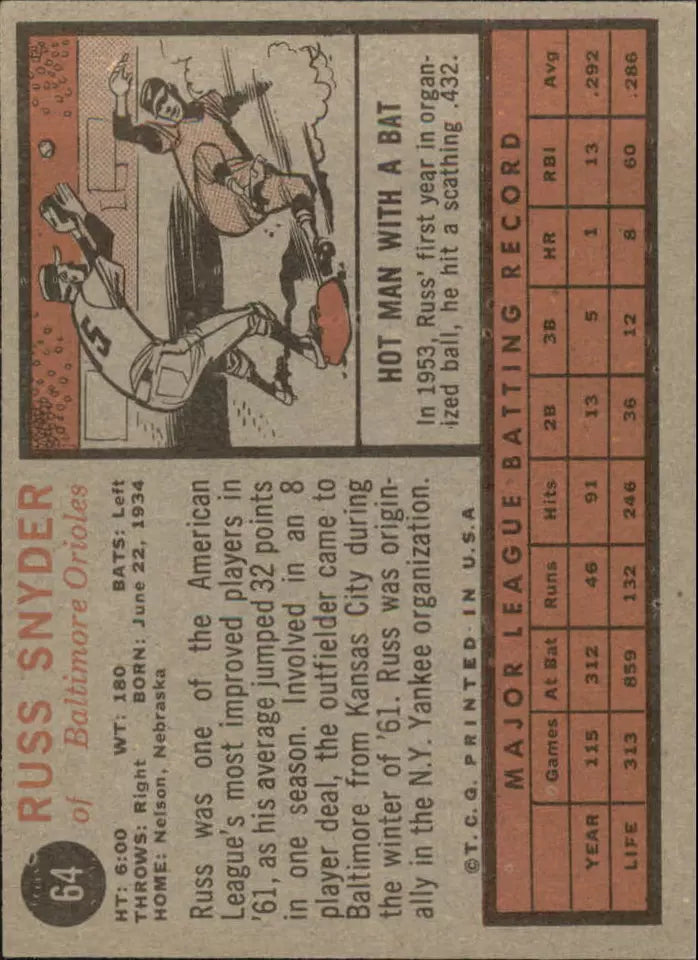 64
RUSS SNYDER
of Baltimore Orioles
HT: 6:00 WT: 180 BATS: Left
THROWS: Right BORN: June 22, 1934
HOME: Nelson, Nebraska
Russ was one of the American
League's most improved players in
'61, as his average jumped 32 points
in one season. Involved in an 8
player deal, the outfielder came to
Baltimore from Kansas City during
the winter of '61. Russ was origin-
ally in the N.Y. Yankee organization.
© T. C. G. PRINTED IN U. S. A
5
HOT MAN WITH A BAT
In 1953, Russ' first year in organ-
ized ball, he hit a scathing .432.
MAJOR LEAGUE BATTING RECORD
Games At Bat Runs Hits 2B 3B HR RBI Avg
YEAR 115 312 46 91 13 5 1 13 .292
LIFE 313 859 132 246 36 12 8 60 .286